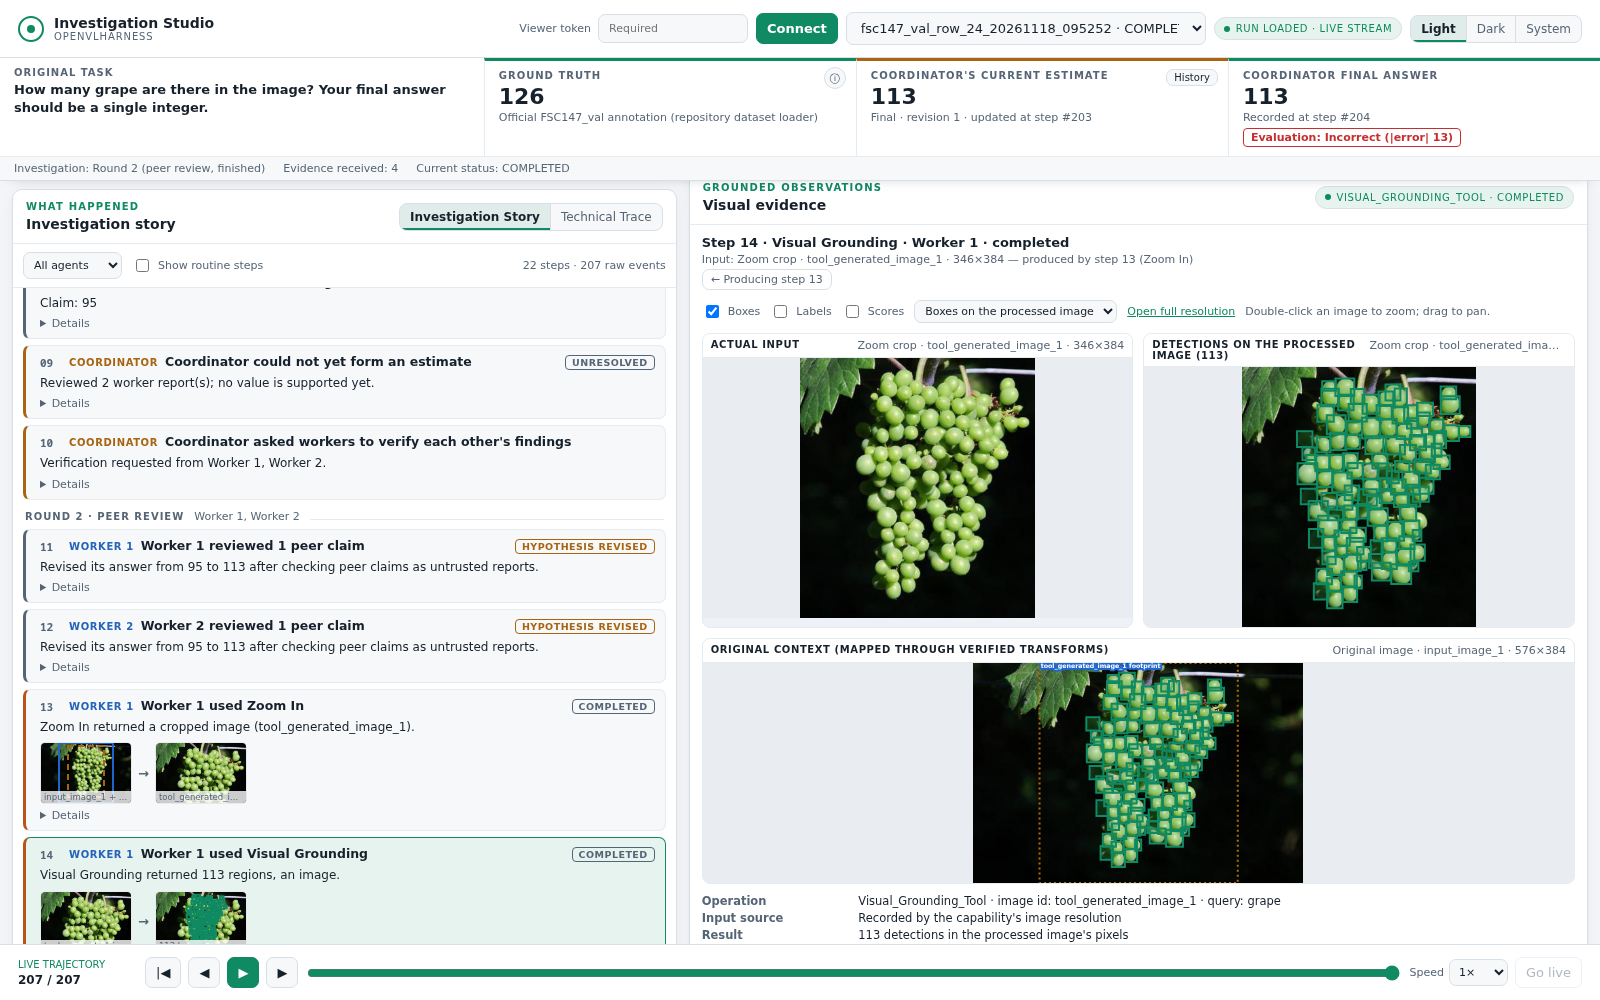 Investigation Studio
OPENVLHARNESS
Viewer token
Required
Connect
fsc147_val_row_24_20261118_095252 · COMPLE
RUN LOADED · LIVE STREAM
Light
Dark
System
ORIGINAL TASK
How many grape are there in the image? Your final answer
should be a single integer.
GROUND TRUTH
126
Official FSC147_val annotation (repository dataset loader)
COORDINATOR'S CURRENT ESTIMATE
History
113
Final · revision 1 · updated at step #203
COORDINATOR FINAL ANSWER
113
Recorded at step #204
Evaluation: Incorrect (|error| 13)
Investigation: Round 2 (peer review, finished)
Evidence received: 4
Current status: COMPLETED
WHAT HAPPENED
Investigation story
Investigation Story
Technical Trace
All agents
Show routine steps
22 steps · 207 raw events
Claim: 95
Details
09 COORDINATOR Coordinator could not yet form an estimate
UNRESOLVED
Reviewed 2 worker report(s); no value is supported yet.
Details
10 COORDINATOR Coordinator asked workers to verify each other's findings
Verification requested from Worker 1, Worker 2.
Details
ROUND 2 · PEER REVIEW Worker 1, Worker 2
11 WORKER 1 Worker 1 reviewed 1 peer claim
HYPOTHESIS REVISED
Revised its answer from 95 to 113 after checking peer claims as untrusted reports.
Details
12 WORKER 2 Worker 2 reviewed 1 peer claim
HYPOTHESIS REVISED
Revised its answer from 95 to 113 after checking peer claims as untrusted reports.
Details
13 WORKER 1 Worker 1 used Zoom In
COMPLETED
Zoom In returned a cropped image (tool_generated_image_1).
input_image_1 + ...
→
tool_generated_i...
Details
14 WORKER 1 Worker 1 used Visual Grounding
COMPLETED
Visual Grounding returned 113 regions, an image.
→
GROUNDED OBSERVATIONS
Visual evidence
VISUAL_GROUNDING_TOOL · COMPLETED
Step 14 · Visual Grounding · Worker 1 · completed
Input: Zoom crop · tool_generated_image_1 · 346×384 — produced by step 13 (Zoom In)
← Producing step 13
Boxes
Labels
Scores
Boxes on the processed image
Open full resolution
Double-click an image to zoom; drag to pan.
ACTUAL INPUT
Zoom crop · tool_generated_image_1 · 346×384
DETECTIONS ON THE PROCESSED
IMAGE (113)
Zoom crop · tool_generated_ima...
ORIGINAL CONTEXT (MAPPED THROUGH VERIFIED TRANSFORMS)
Original image · input_image_1 · 576×384
tool_generated_image_1 footprint
Operation
Visual_Grounding_Tool · image id: tool_generated_image_1 · query: grape
Input source
Recorded by the capability's image resolution
Result
113 detections in the processed image's pixels
LIVE TRAJECTORY
207 / 207
Speed
1×
Go live